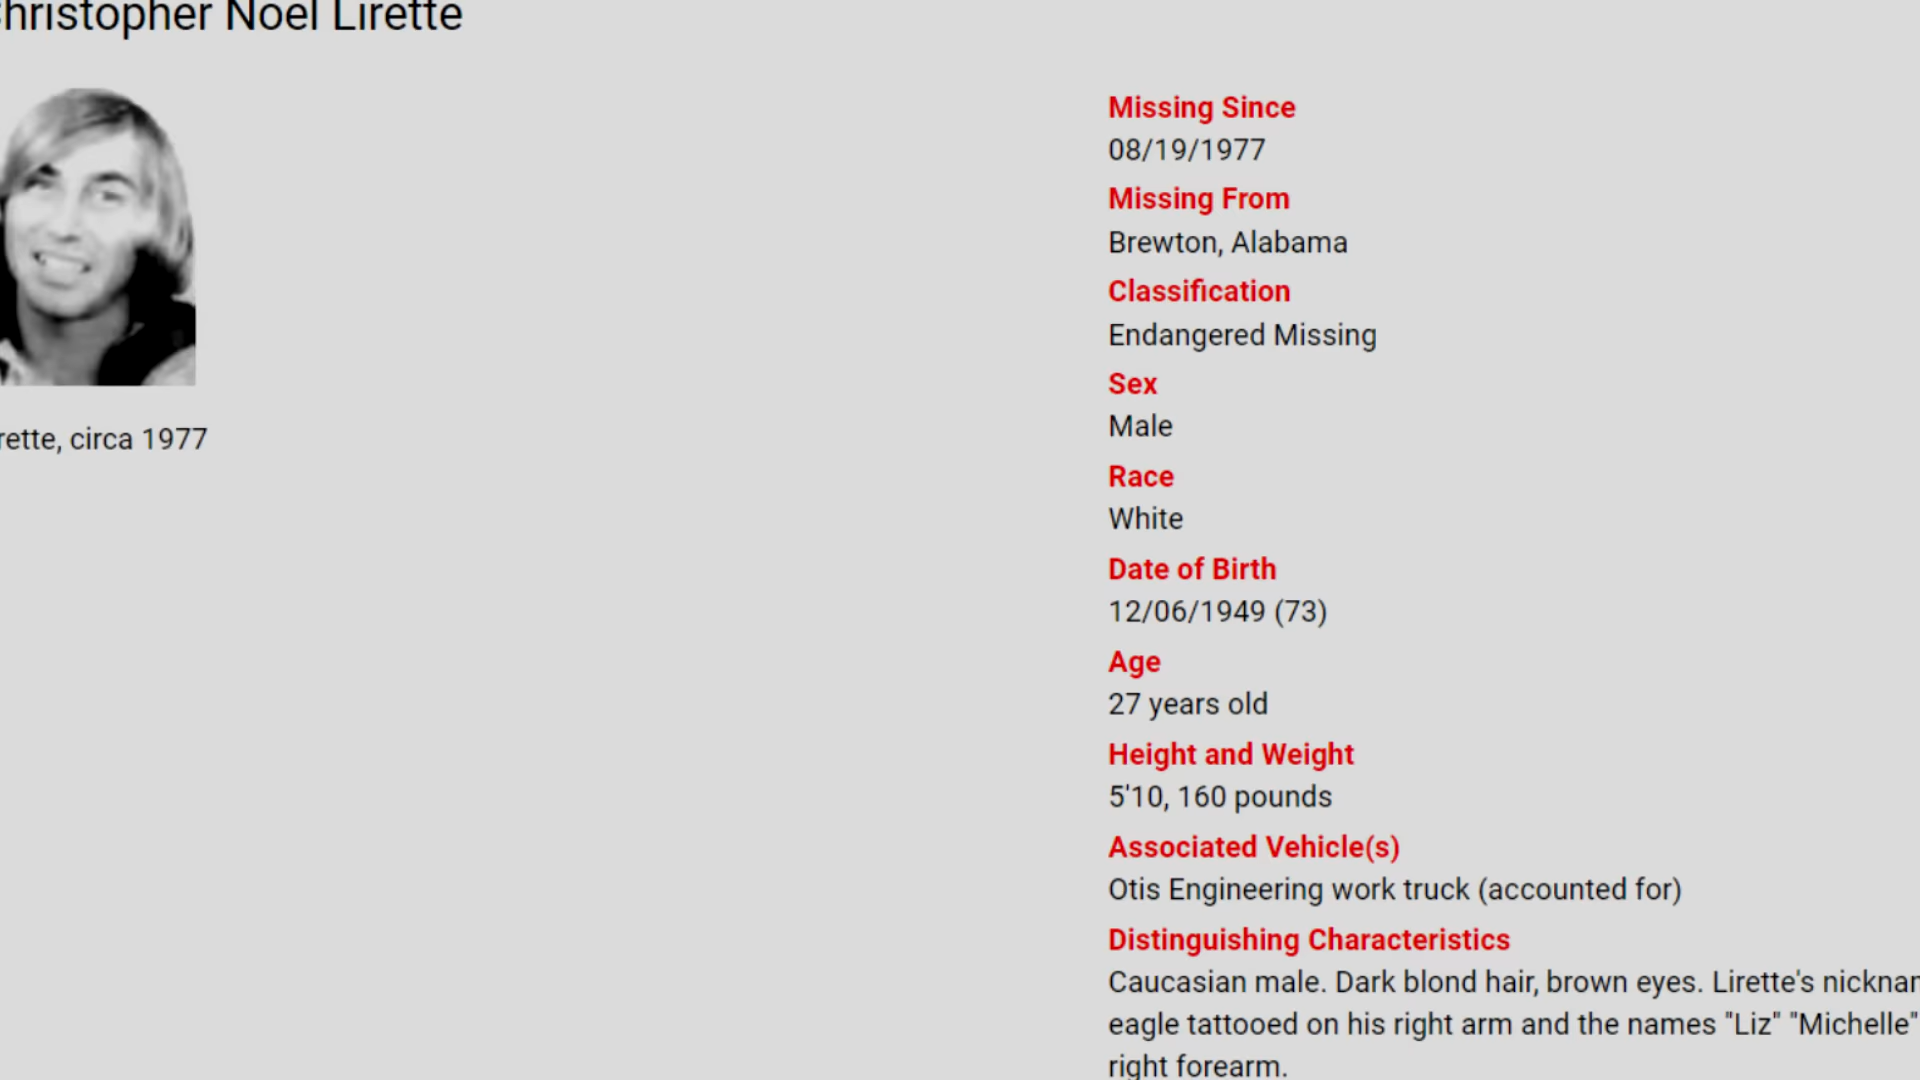 hristopher Noel Lirette
Missing Since
08/19/1977
Missing From
Brewton, Alabama
Classification
Endangered Missing
Sex
Male
rette, circa 1977
Race
White
Date of Birth
12/06/1949 (73)
Age
27 years old
Height and Weight
5'10, 160 pounds
Associated Vehicle(s)
Otis Engineering work truck (accounted for)
Distinguishing Characteristics
Caucasian male. Dark blond hair, brown eyes. Lirette's
eagle tattooed on his right arm and the names "Liz" "Michelle"
right forearm.